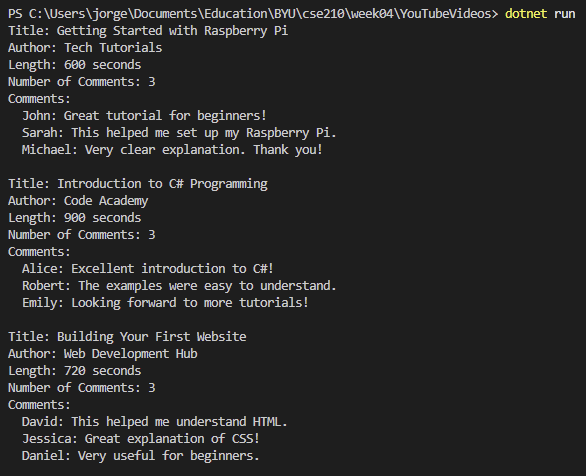 PS C:\Users\jorge\Documents\Education\BYU\cse210\week04\YouTubeVideos> dotnet run
Title: Getting Started with Raspberry Pi
Author: Tech Tutorials
Length: 600 seconds
Number of Comments: 3
Comments:
  John: Great tutorial for beginners!
  Sarah: This helped me set up my Raspberry Pi.
  Michael: Very clear explanation. Thank you!

Title: Introduction to C# Programming
Author: Code Academy
Length: 900 seconds
Number of Comments: 3
Comments:
  Alice: Excellent introduction to C#!
  Robert: The examples were easy to understand.
  Emily: Looking forward to more tutorials!

Title: Building Your First Website
Author: Web Development Hub
Length: 720 seconds
Number of Comments: 3
Comments:
  David: This helped me understand HTML.
  Jessica: Great explanation of CSS!
  Daniel: Very useful for beginners.